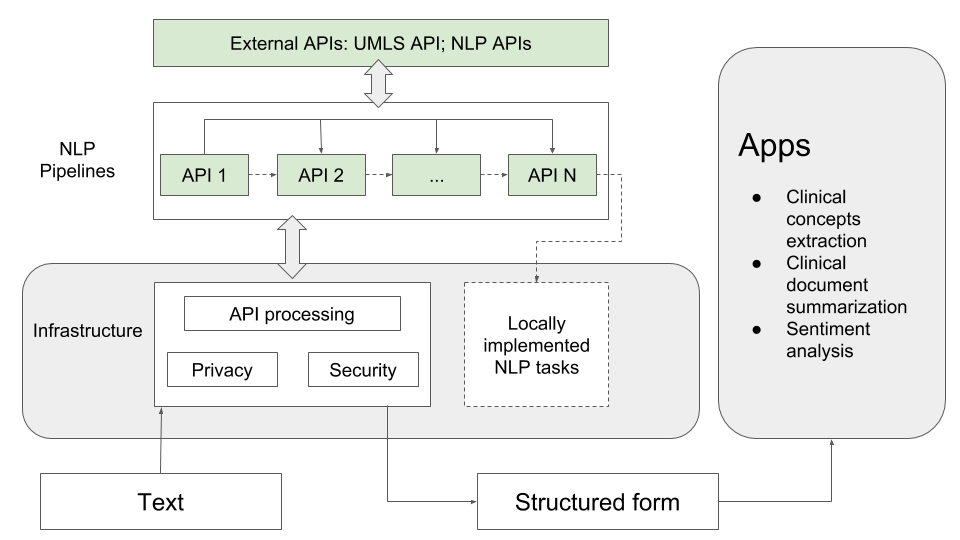 External APIs: UMLS API; NLP APIs
NLP
Pipelines
API 1
API 2
...
API N
Apps
● Clinical
concepts
extraction
● Clinical
document
summarization
● Sentiment
analysis
Infrastructure
API processing
Privacy
Security
Locally
implemented
NLP tasks
Text
Structured form